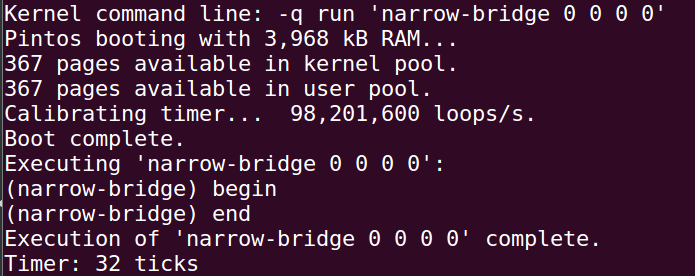 Kernel command line: -q run 'narrow-bridge 0 0 0 0'
Pintos booting with 3,968 kB RAM...
367 pages available in kernel pool.
367 pages available in user pool.
Calibrating timer...  98,201,600 loops/s.
Boot complete.
Executing 'narrow-bridge 0 0 0 0':
(narrow-bridge) begin
(narrow-bridge) end
Execution of 'narrow-bridge 0 0 0 0' complete.
Timer: 32 ticks